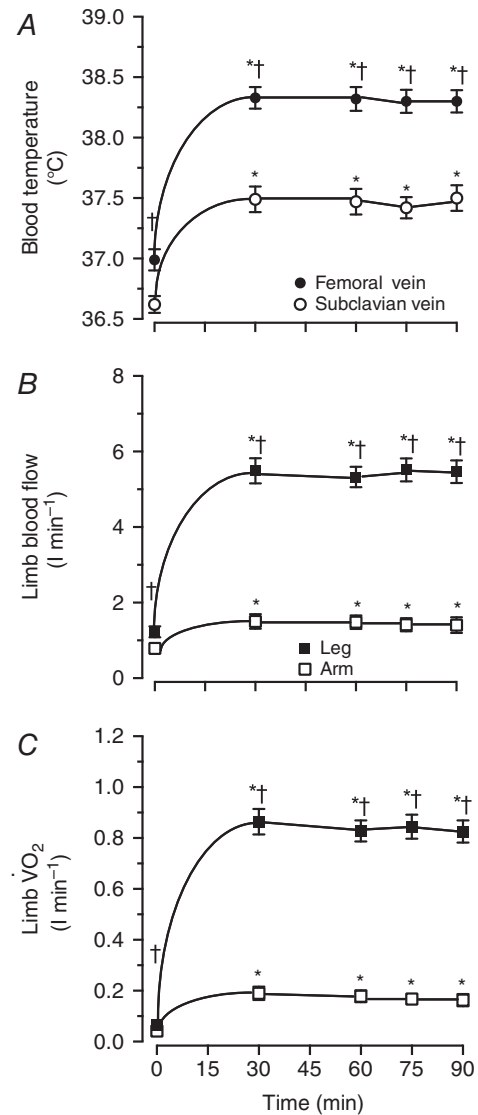 A
39.0
38.5
38.0
37.5
37.0
36.5
Blood temperature
(°C)
*† *† *† *†
†
* * * *
Femoral vein
Subclavian vein
B
8
6
4
2
0
Limb blood flow
(l min⁻¹)
*† *† *† *†
†
* * * *
Leg
Arm
C
1.2
1.0
0.8
0.6
0.4
0.2
0.0
Limb V̇O₂
(l min⁻¹)
*† *† *† *†
†
* * * *
0 15 30 45 60 75 90
Time (min)